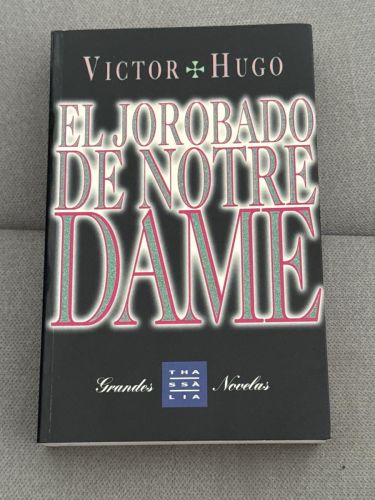 VICTOR HUGO
EL JOROBADO
DE NOTRE
DAME
Grandes Novelas
THA
SSA
LIA